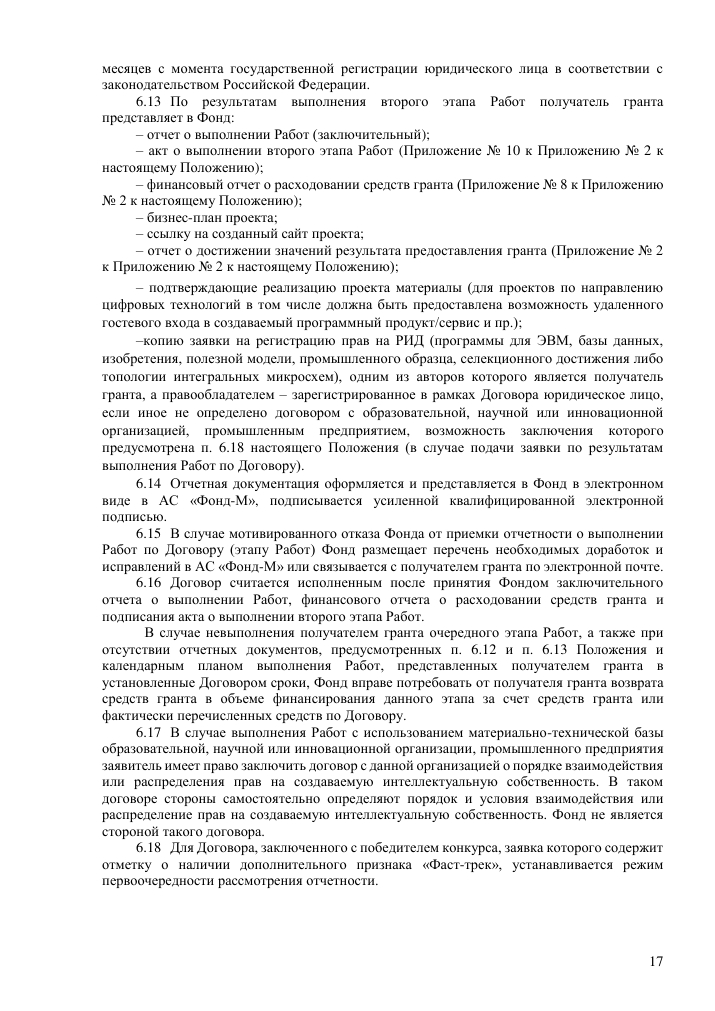 месяцев с момента государственной регистрации юридического лица в соответствии с
законодательством Российской Федерации.
6.13 По результатам выполнения второго этапа Работ получатель гранта
представляет в Фонд:
– отчет о выполнении Работ (заключительный);
– акт о выполнении второго этапа Работ (Приложение № 10 к Приложению № 2 к
настоящему Положению);
– финансовый отчет о расходовании средств гранта (Приложение № 8 к Приложению
№ 2 к настоящему Положению);
– бизнес-план проекта;
– ссылку на созданный сайт проекта;
– отчет о достижении значений результата предоставления гранта (Приложение № 2
к Приложению № 2 к настоящему Положению);
– подтверждающие реализацию проекта материалы (для проектов по направлению
цифровых технологий в том числе должна быть предоставлена возможность удаленного
гостевого входа в создаваемый программный продукт/сервис и пр.);
–копию заявки на регистрацию прав на РИД (программы для ЭВМ, базы данных,
изобретения, полезной модели, промышленного образца, селекционного достижения либо
топологии интегральных микросхем), одним из авторов которого является получатель
гранта, а правообладателем – зарегистрированное в рамках Договора юридическое лицо,
если иное не определено договором с образовательной, научной или инновационной
организацией, промышленным предприятием, возможность заключения которого
предусмотрена п. 6.18 настоящего Положения (в случае подачи заявки по результатам
выполнения Работ по Договору).
6.14 Отчетная документация оформляется и представляется в Фонд в электронном
виде в АС «Фонд-М», подписывается усиленной квалифицированной электронной
подписью.
6.15 В случае мотивированного отказа Фонда от приемки отчетности о выполнении
Работ по Договору (этапу Работ) Фонд размещает перечень необходимых доработок и
исправлений в АС «Фонд-М» или связывается с получателем гранта по электронной почте.
6.16 Договор считается исполненным после принятия Фондом заключительного
отчета о выполнении Работ, финансового отчета о расходовании средств гранта и
подписания акта о выполнении второго этапа Работ.
В случае невыполнения получателем гранта очередного этапа Работ, а также при
отсутствии отчетных документов, предусмотренных п. 6.12 и п. 6.13 Положения и
календарным планом выполнения Работ, представленных получателем гранта в
установленные Договором сроки, Фонд вправе потребовать от получателя гранта возврата
средств гранта в объеме финансирования данного этапа за счет средств гранта или
фактически перечисленных средств по Договору.
6.17 В случае выполнения Работ с использованием материально-технической базы
образовательной, научной или инновационной организации, промышленного предприятия
заявитель имеет право заключить договор с данной организацией о порядке взаимодействия
или распределения прав на создаваемую интеллектуальную собственность. В таком
договоре стороны самостоятельно определяют порядок и условия взаимодействия или
распределение прав на создаваемую интеллектуальную собственность. Фонд не является
стороной такого договора.
6.18 Для Договора, заключенного с победителем конкурса, заявка которого содержит
отметку о наличии дополнительного признака «Фаст-трек», устанавливается режим
первоочередности рассмотрения отчетности.
17